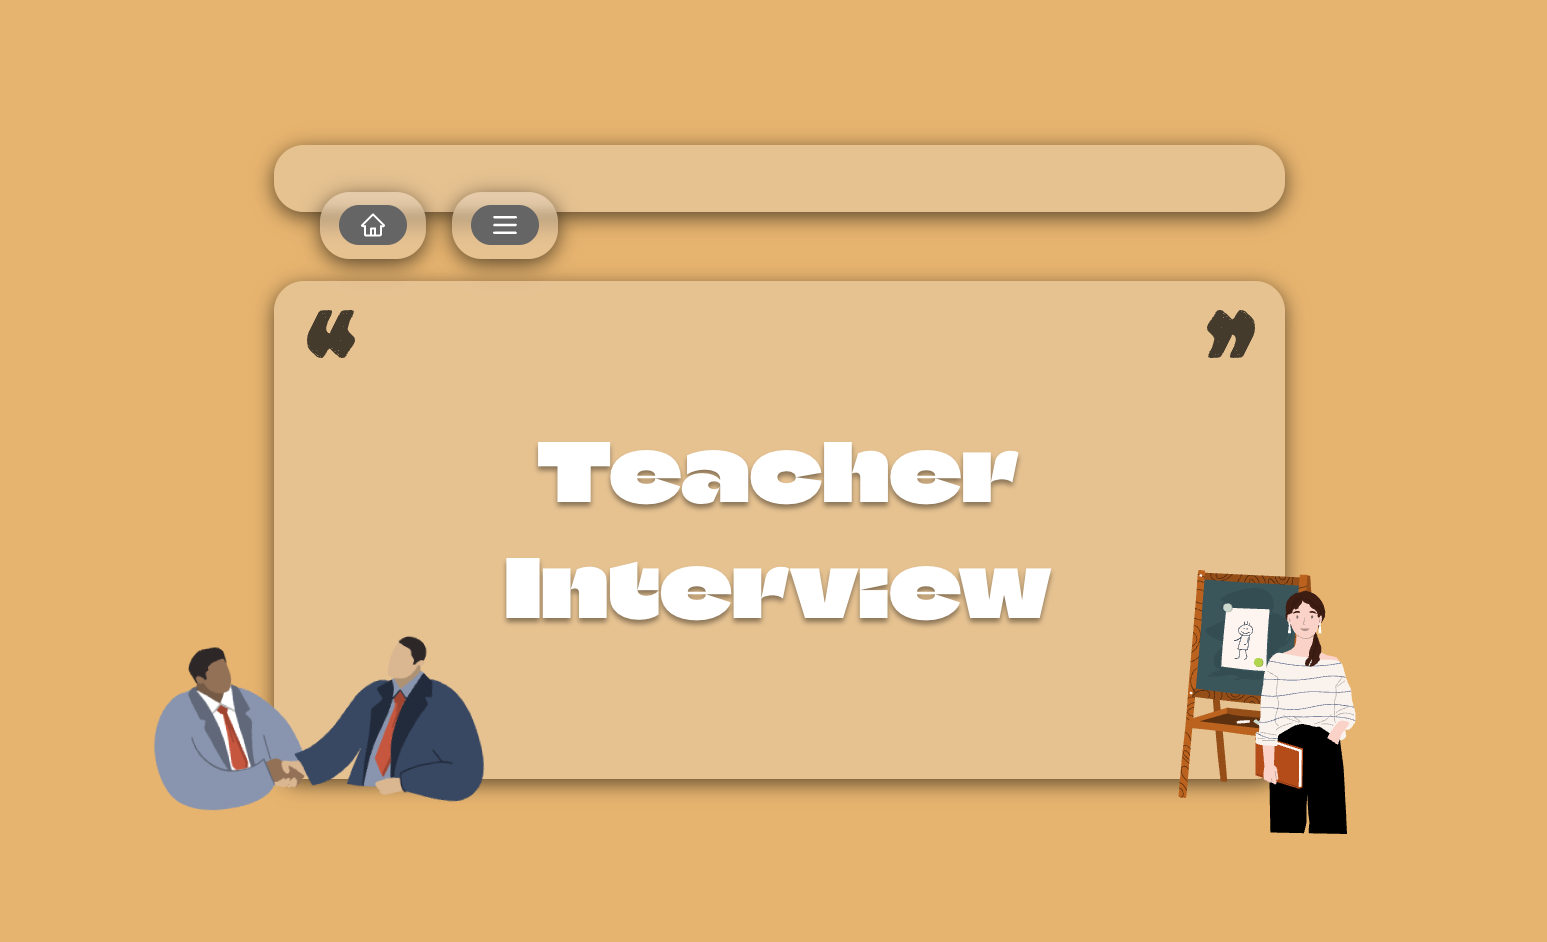 “ ”
Teacher
Interview